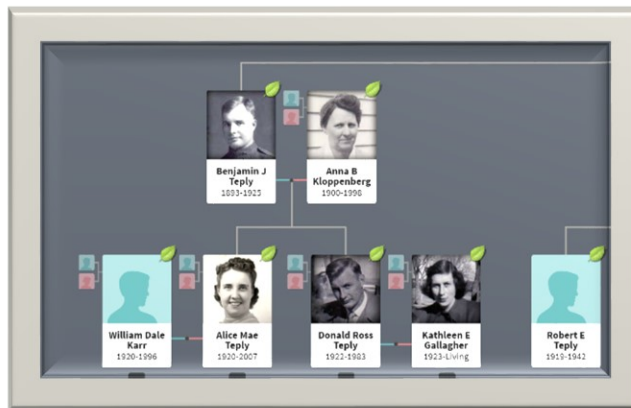 Benjamin J
Teply
1893-1925
Anna B
Kloppenberg
1900-1998
William Dale
Karr
1920-1996
Alice Mae
Teply
1920-2007
Donald Ross
Teply
1922-1983
Kathleen E
Gallagher
1923-Living
Robert E
Teply
1919-1942